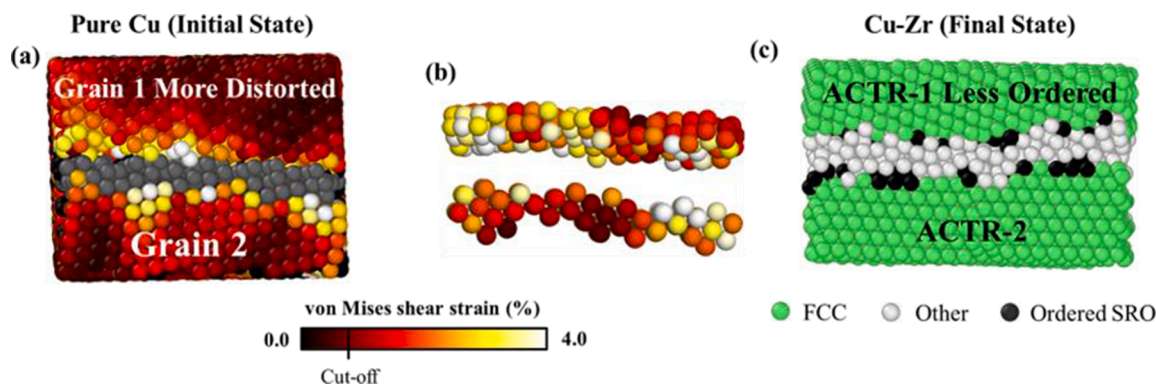 Pure Cu (Initial State)
Cu-Zr (Final State)
(a)
Grain 1 More Distorted
Grain 2
(b)
(c)
ACTR-1 Less Ordered
ACTR-2
von Mises shear strain (%)
0.0
4.0
Cut-off
FCC
Other
Ordered SRO